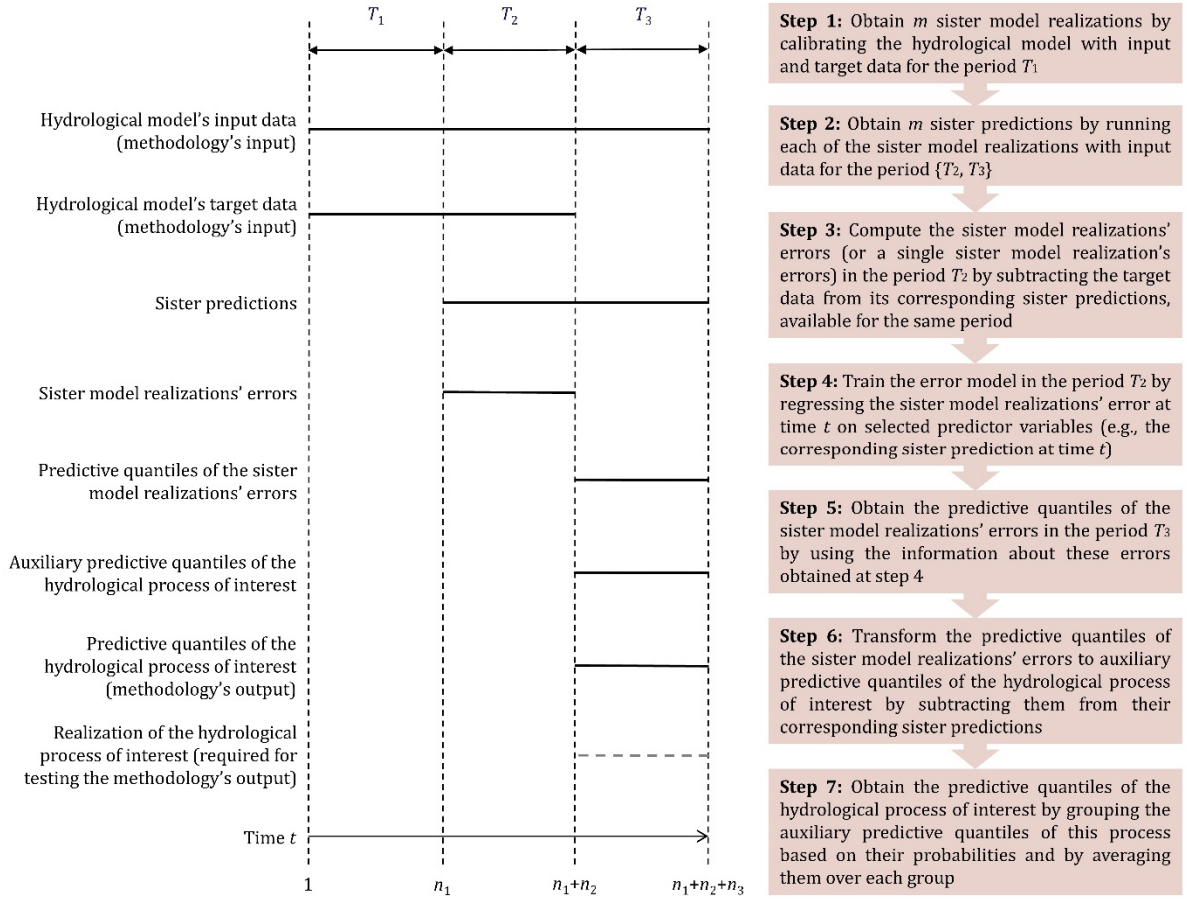 T1
T2
T3
Hydrological model's input data
(methodology's input)
Hydrological model's target data
(methodology's input)
Sister predictions
Sister model realizations' errors
Predictive quantiles of the sister
model realizations' errors
Auxiliary predictive quantiles of the
hydrological process of interest
Predictive quantiles of the
hydrological process of interest
(methodology's output)
Realization of the hydrological
process of interest (required for
testing the methodology's output)
Time t
1
n1
n1+n2
n1+n2+n3
Step 1: Obtain m sister model realizations by
calibrating the hydrological model with input
and target data for the period T1
Step 2: Obtain m sister predictions by running
each of the sister model realizations with input
data for the period {T2, T3}
Step 3: Compute the sister model realizations'
errors (or a single sister model realization's
errors) in the period T2 by subtracting the target
data from its corresponding sister predictions,
available for the same period
Step 4: Train the error model in the period T2 by
regressing the sister model realizations' error at
time t on selected predictor variables (e.g., the
corresponding sister prediction at time t)
Step 5: Obtain the predictive quantiles of the
sister model realizations' errors in the period T3
by using the information about these errors
obtained at step 4
Step 6: Transform the predictive quantiles of
the sister model realizations' errors to auxiliary
predictive quantiles of the hydrological process
of interest by subtracting them from their
corresponding sister predictions
Step 7: Obtain the predictive quantiles of the
hydrological process of interest by grouping the
auxiliary predictive quantiles of this process
based on their probabilities and by averaging
them over each group